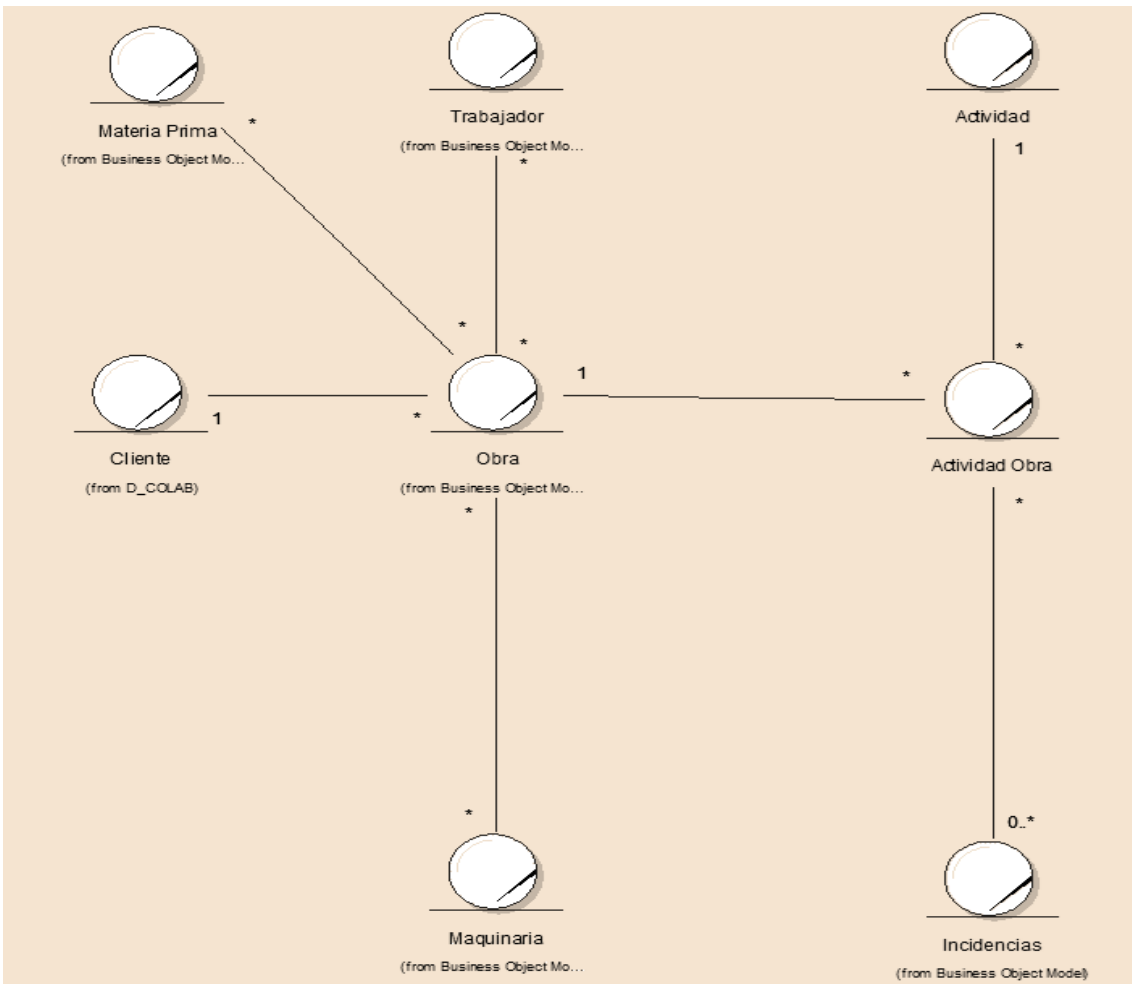 Materia Prima
(from Business Object Mo...
*
Trabajador
(from Business Object Mo...
*
Actividad
1
*
*
*
1
*
Cliente
(from D_COLAB)
1
*
Obra
(from Business Object Mo...
*
Actividad Obra
*
*
0..*
Maquinaria
(from Business Object Mo...
Incidencias
(from Business Object Model)